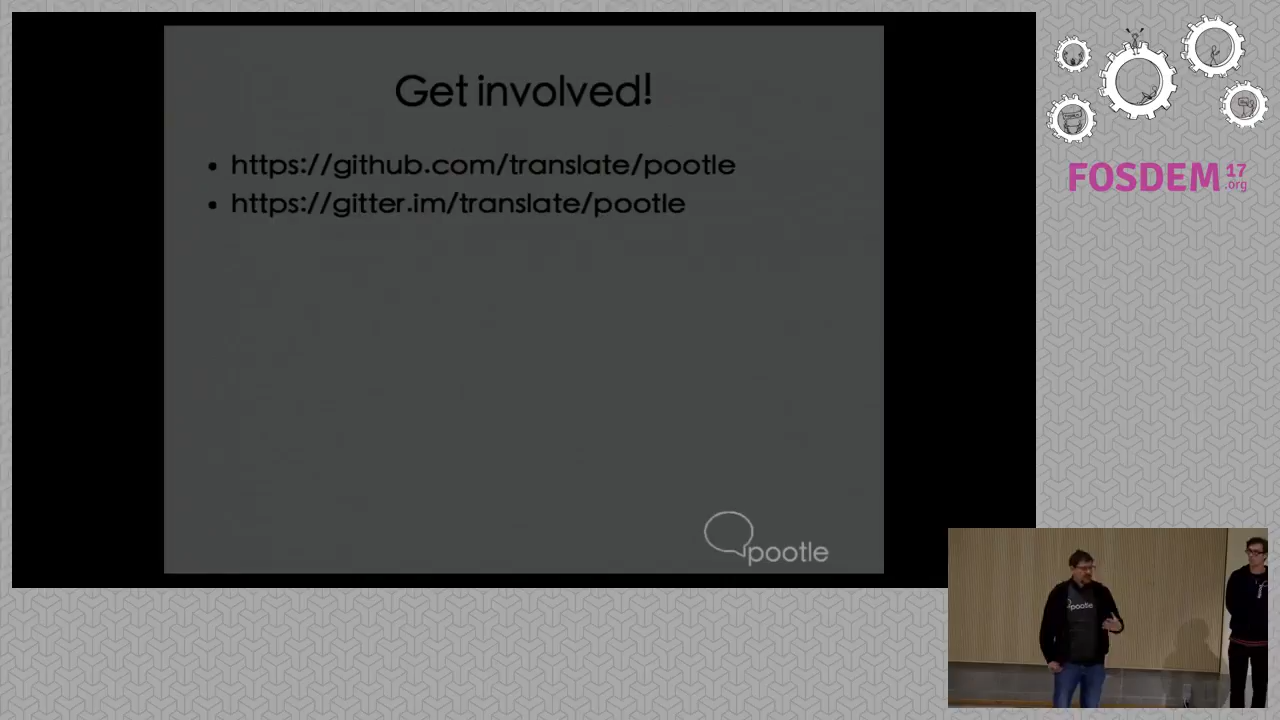 Get involved!
• https://github.com/translate/pootle
• https://gitter.im/translate/pootle
pootle
FOSDEM 17
.org
pootle